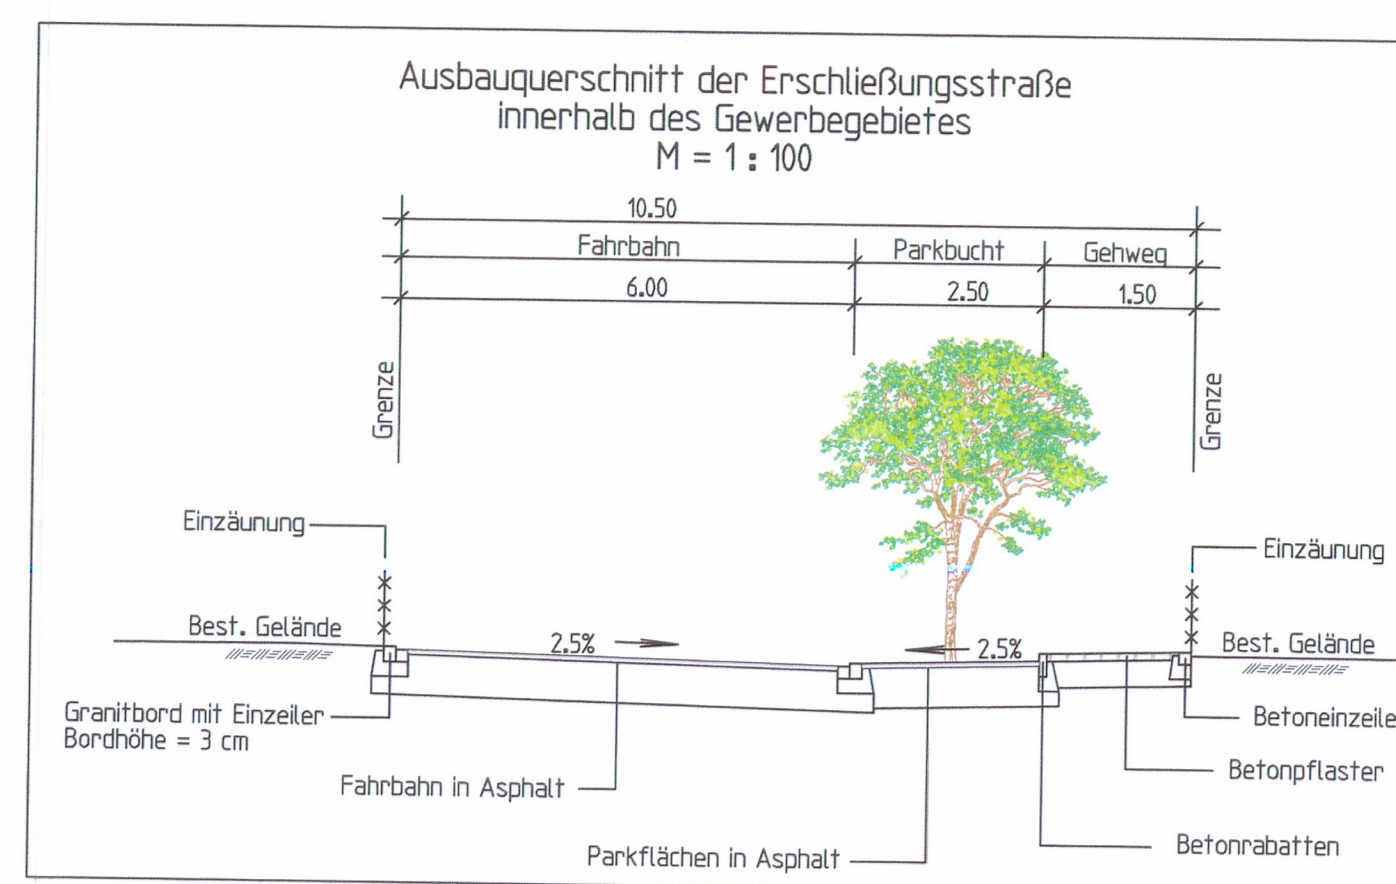 Ausbauquerschnitt der Erschließungsstraße
innerhalb des Gewerbegebietes
M = 1 : 100
10.50
Fahrbahn
Parkbucht
Gehweg
6.00
2.50
1.50
Grenze
Grenze
Einzäunung
Einzäunung
Best. Gelände
2.5%
2.5%
Best. Gelände
Granitbord mit Einzeiler
Bordhöhe = 3 cm
Betoneinzeile
Fahrbahn in Asphalt
Betonpflaster
Parkflächen in Asphalt
Betonrabatten